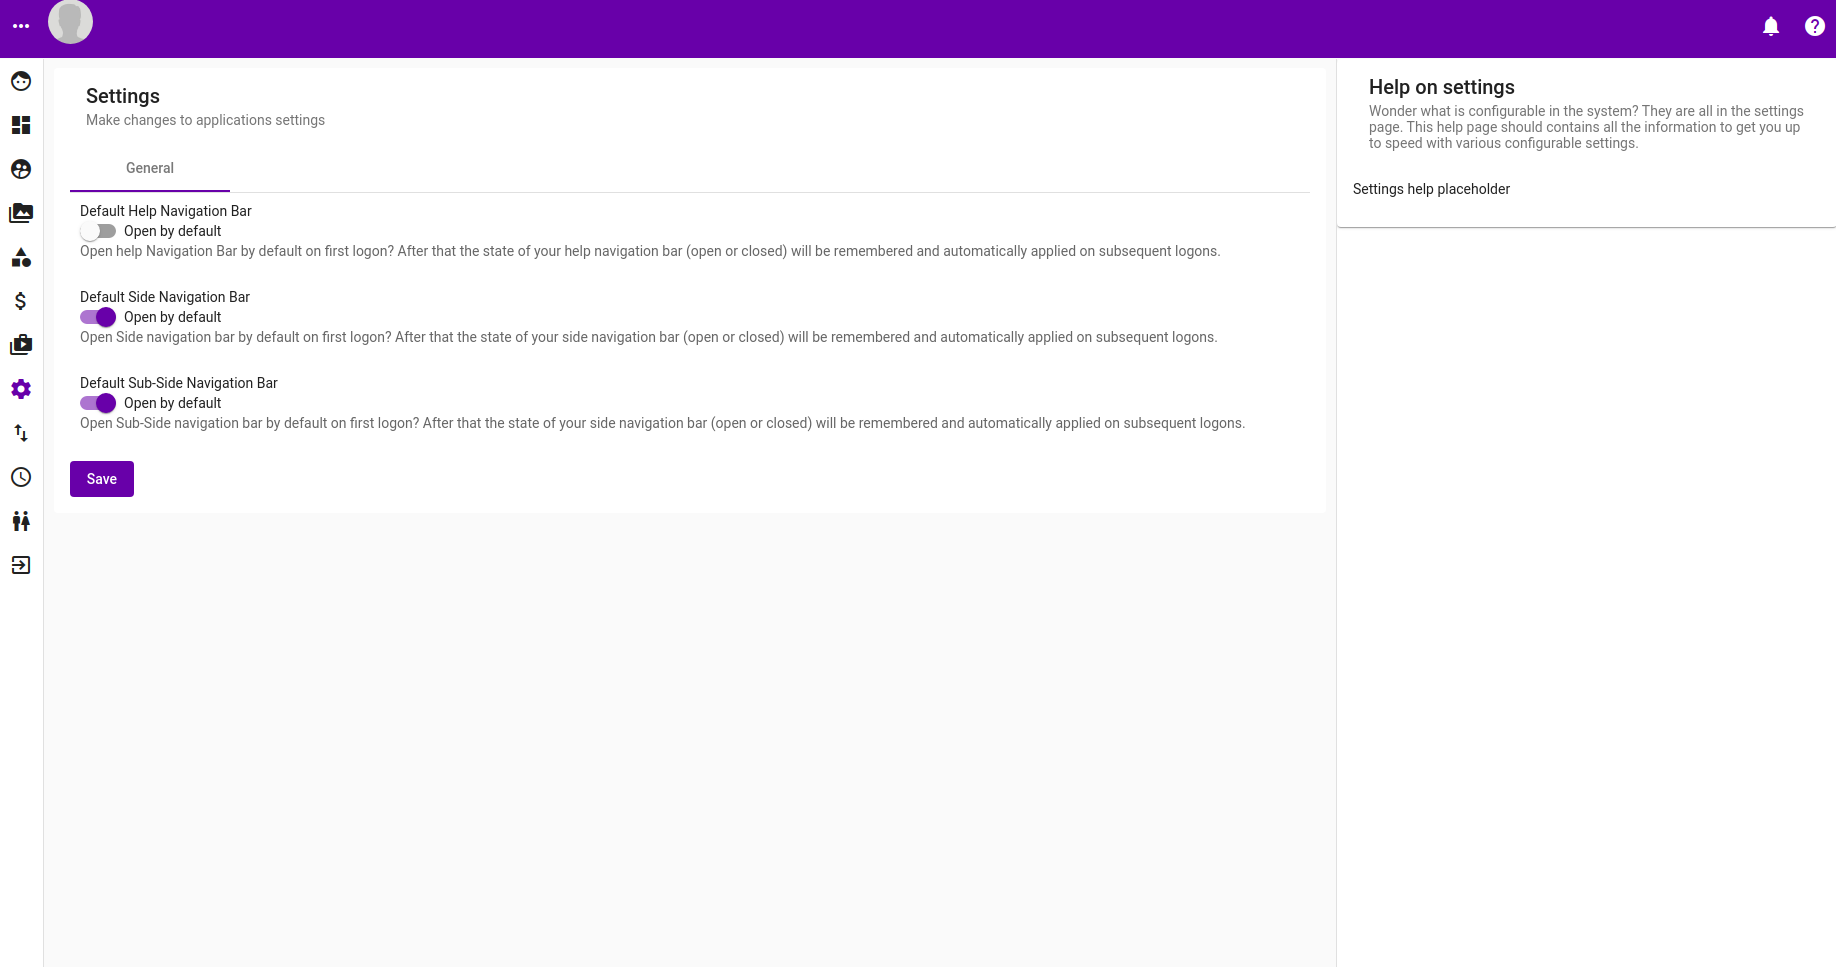 Settings
Make changes to applications settings
General
Default Help Navigation Bar
Open by default
Open help Navigation Bar by default on first logon? After that the state of your help navigation bar (open or closed) will be remembered and automatically applied on subsequent logons.
Default Side Navigation Bar
Open by default
Open Side navigation bar by default on first logon? After that the state of your side navigation bar (open or closed) will be remembered and automatically applied on subsequent logons.
Default Sub-Side Navigation Bar
Open by default
Open Sub-Side navigation bar by default on first logon? After that the state of your side navigation bar (open or closed) will be remembered and automatically applied on subsequent logons.
Save
Help on settings
Wonder what is configurable in the system? They are all in the settings
page. This help page should contains all the information to get you up
to speed with various configurable settings.
Settings help placeholder